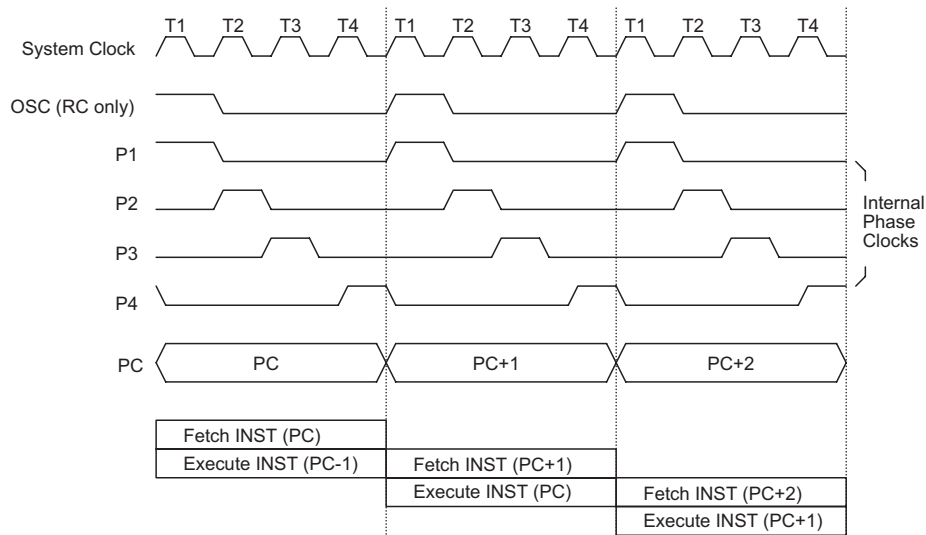 T1 T2 T3 T4 T1 T2 T3 T4 T1 T2 T3 T4
System Clock
OSC (RC only)
P1
P2
P3
P4
Internal
Phase
Clocks
PC PC PC+1 PC+2
Fetch INST (PC)
Execute INST (PC-1) Fetch INST (PC+1)
Execute INST (PC) Fetch INST (PC+2)
Execute INST (PC+1)